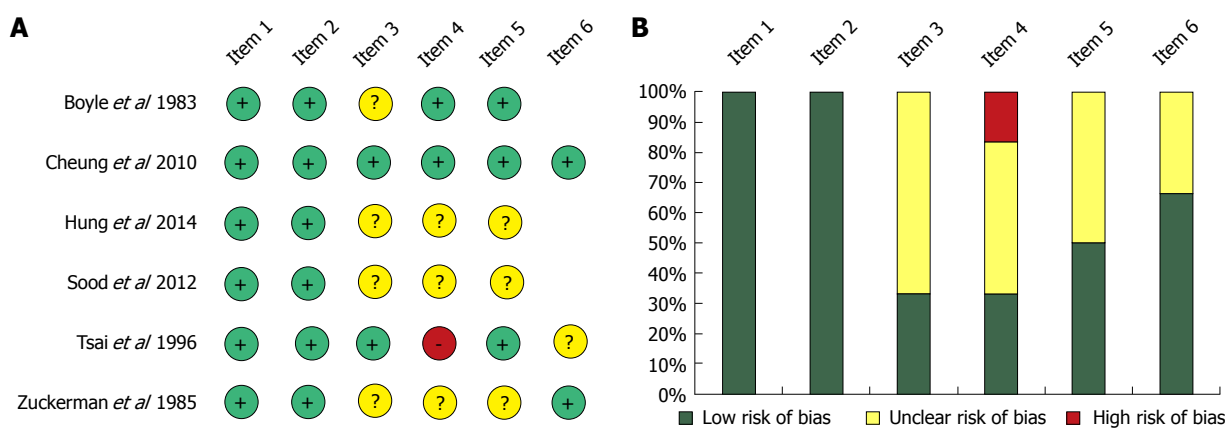 A
Item 1 Item 2 Item 3 Item 4 Item 5 Item 6
Boyle et al 1983 + + ? + +
Cheung et al 2010 + + + + + +
Hung et al 2014 + + ? ? ?
Sood et al 2012 + + ? ? ?
Tsai et al 1996 + + + - + ?
Zuckerman et al 1985 + + ? ? ? +
B
Item 1 Item 2 Item 3 Item 4 Item 5 Item 6
100%
90%
80%
70%
60%
50%
40%
30%
20%
10%
0%
Low risk of bias Unclear risk of bias High risk of bias